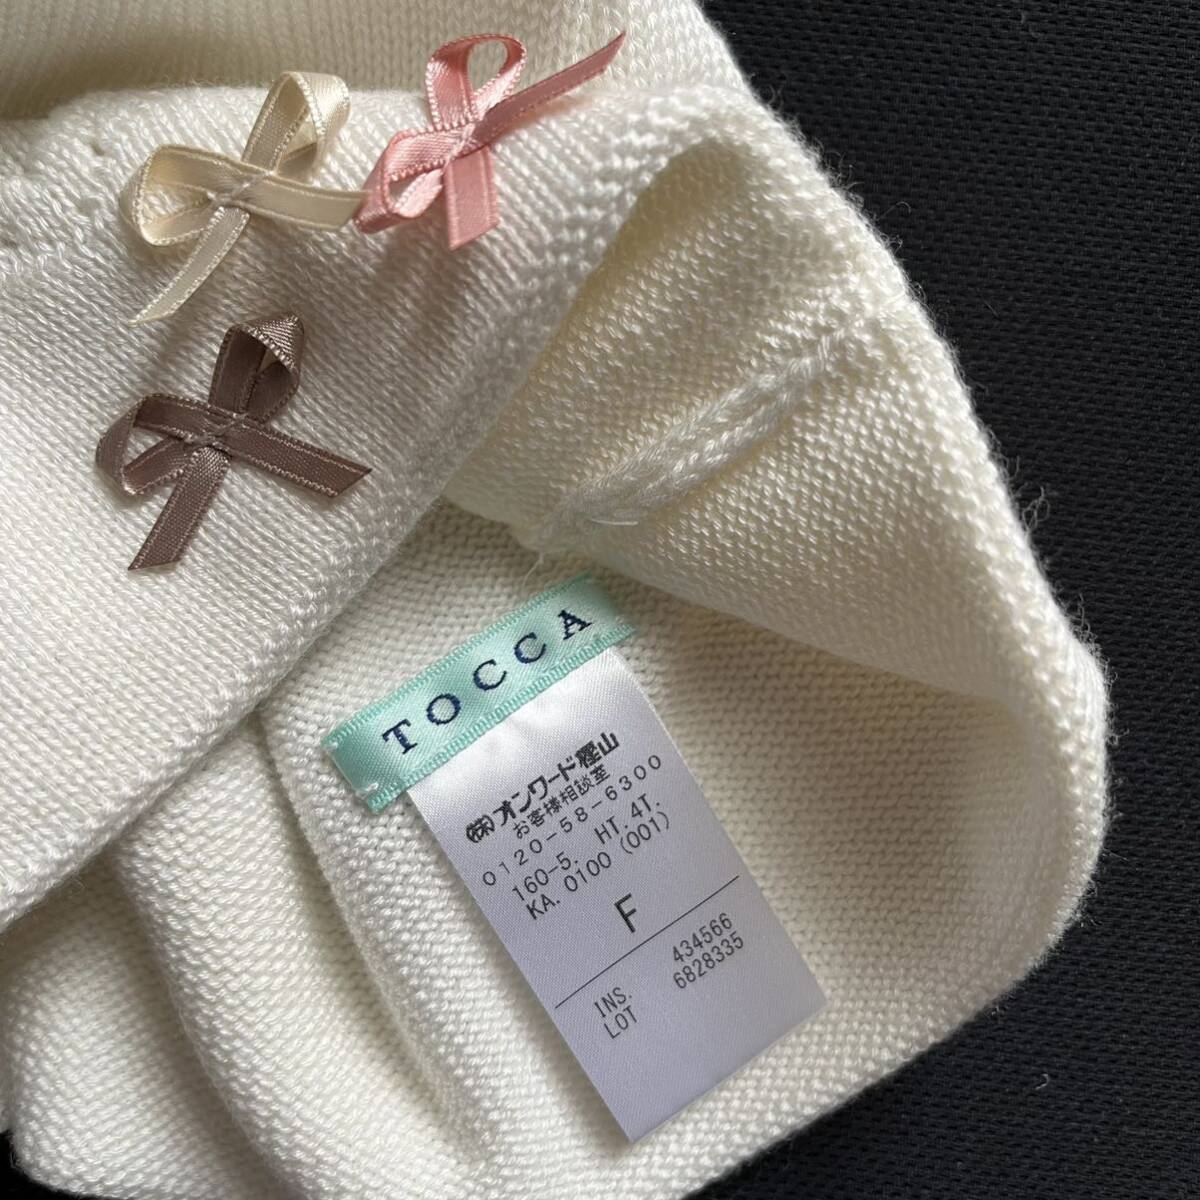 TOCCA
㈱オンワード樫山
お客様相談室
0120-58-6300
160-5. HT.4T.
KA. 0100 (001)
F
INS. 434566
LOT 6828335